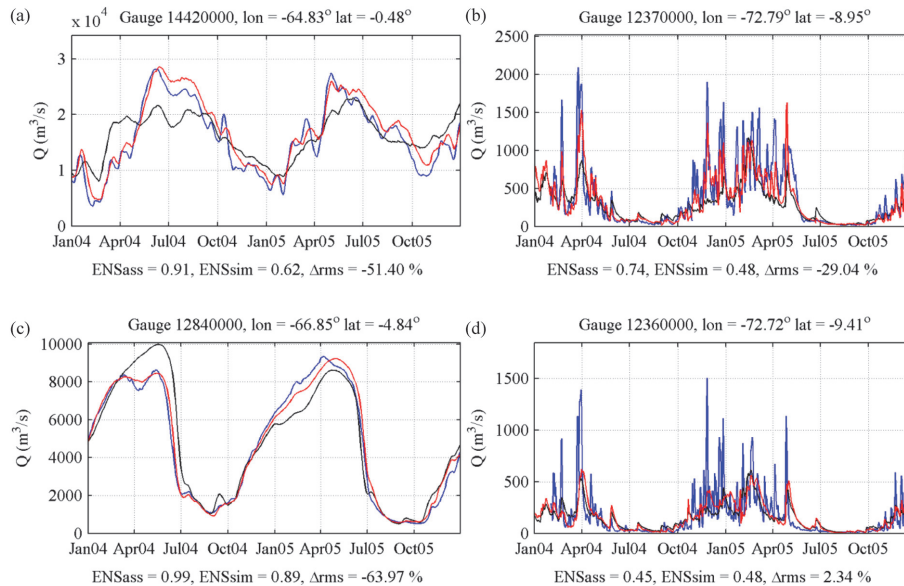 (a) Gauge 14420000, lon = -64.83° lat = -0.48°
x 10⁴
Q (m³/s)
3
2
1
0
Jan04 Apr04 Jul04 Oct04 Jan05 Apr05 Jul05 Oct05
ENSass = 0.91, ENSsim = 0.62, Δrms = -51.40 %
(b) Gauge 12370000, lon = -72.79° lat = -8.95°
Q (m³/s)
2500
2000
1500
1000
500
0
Jan04 Apr04 Jul04 Oct04 Jan05 Apr05 Jul05 Oct05
ENSass = 0.74, ENSsim = 0.48, Δrms = -29.04 %
(c) Gauge 12840000, lon = -66.85° lat = -4.84°
Q (m³/s)
10000
8000
6000
4000
2000
0
Jan04 Apr04 Jul04 Oct04 Jan05 Apr05 Jul05 Oct05
ENSass = 0.99, ENSsim = 0.89, Δrms = -63.97 %
(d) Gauge 12360000, lon = -72.72° lat = -9.41°
Q (m³/s)
1500
1000
500
0
Jan04 Apr04 Jul04 Oct04 Jan05 Apr05 Jul05 Oct05
ENSass = 0.45, ENSsim = 0.48, Δrms = 2.34 %